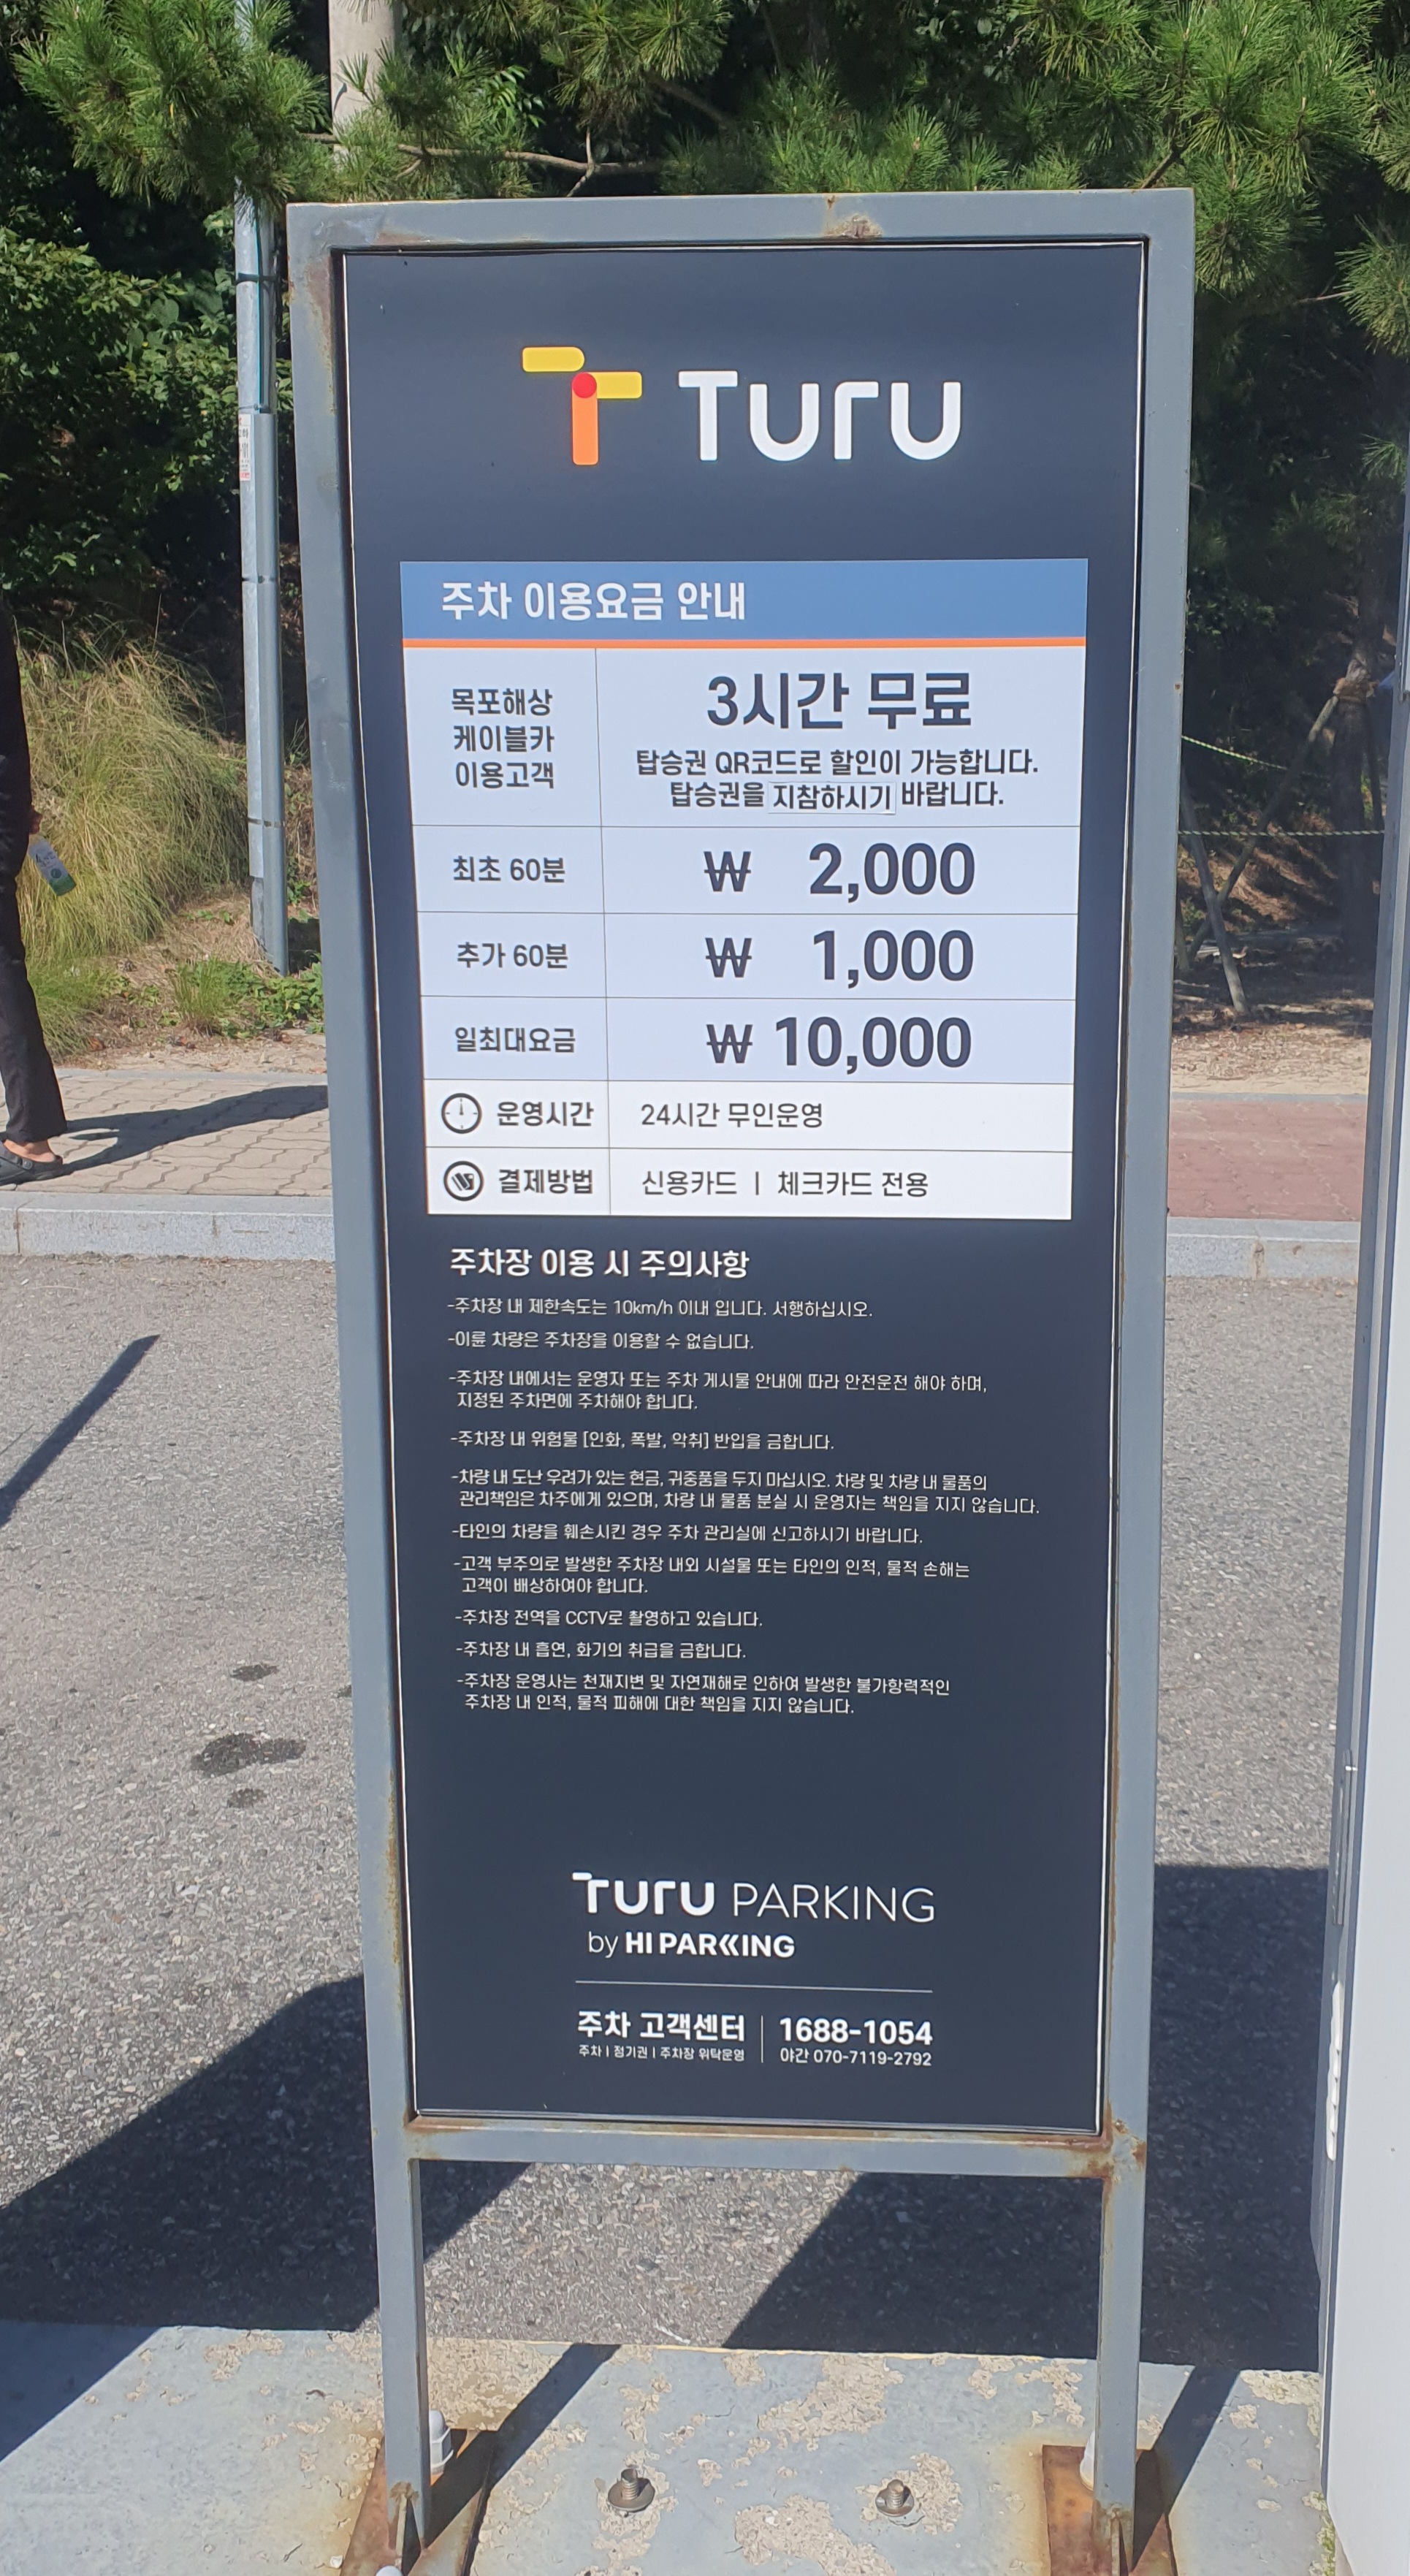 Turu
주차 이용요금 안내
목포해상
케이블카
이용고객
3시간 무료
탑승권 QR코드로 할인이 가능합니다.
탑승권을 지참하시기 바랍니다.
최초 60분 ₩ 2,000
추가 60분 ₩ 1,000
일최대요금 ₩ 10,000
운영시간 24시간 무인운영
결제방법 신용카드 | 체크카드 전용
주차장 이용 시 주의사항
-주차장 내 제한속도는 10km/h 이내 입니다. 서행하십시오.
-이륜 차량은 주차장을 이용할 수 없습니다.
-주차장 내에서는 운영자 또는 주차 게시물 안내에 따라 안전운전 해야 하며,
지정된 주차면에 주차해야 합니다.
-주차장 내 위험물 [인화, 폭발, 악취] 반입을 금합니다.
-차량 내 도난 우려가 있는 현금, 귀중품을 두지 마십시오. 차량 및 차량 내 물품의
관리책임은 차주에게 있으며, 차량 내 물품 분실 시 운영자는 책임을 지지 않습니다.
-타인의 차량을 훼손시킨 경우 주차 관리실에 신고하시기 바랍니다.
-고객 부주의로 발생한 주차장 내외 시설물 또는 타인의 인적, 물적 손해는
고객이 배상하여야 합니다.
-주차장 전역을 CCTV로 촬영하고 있습니다.
-주차장 내 흡연, 화기의 취급을 금합니다.
-주차장 운영사는 천재지변 및 자연재해로 인하여 발생한 불가항력적인
주차장 내 인적, 물적 피해에 대한 책임을 지지 않습니다.
Turu PARKING
by HI PARKING
주차 고객센터 1688-1054
주차 | 정기권 | 주차장 위탁운영 야간 070-7119-2792